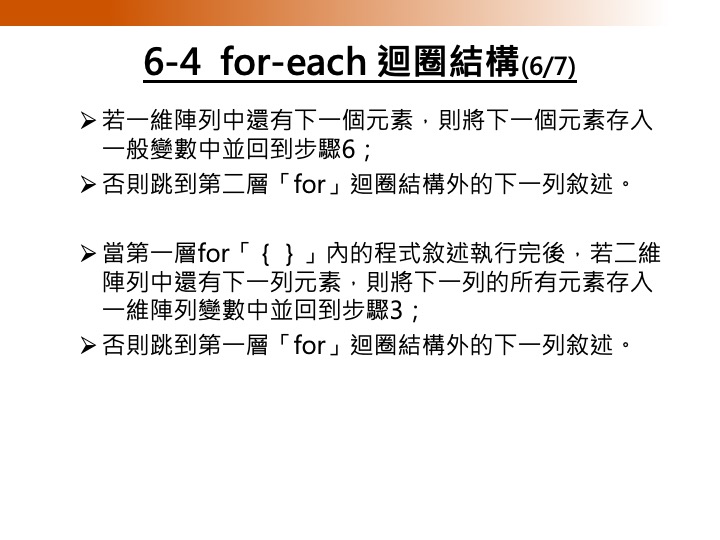 6-4 for-each 迴圈結構(6/7)
➢若一維陣列中還有下一個元素，則將下一個元素存入
一般變數中並回到步驟6；
➢否則跳到第二層「for」迴圈結構外的下一列敘述。
➢當第一層for「｛ ｝」內的程式敘述執行完後，若二維
陣列中還有下一列元素，則將下一列的所有元素存入
一維陣列變數中並回到步驟3；
➢否則跳到第一層「for」迴圈結構外的下一列敘述。